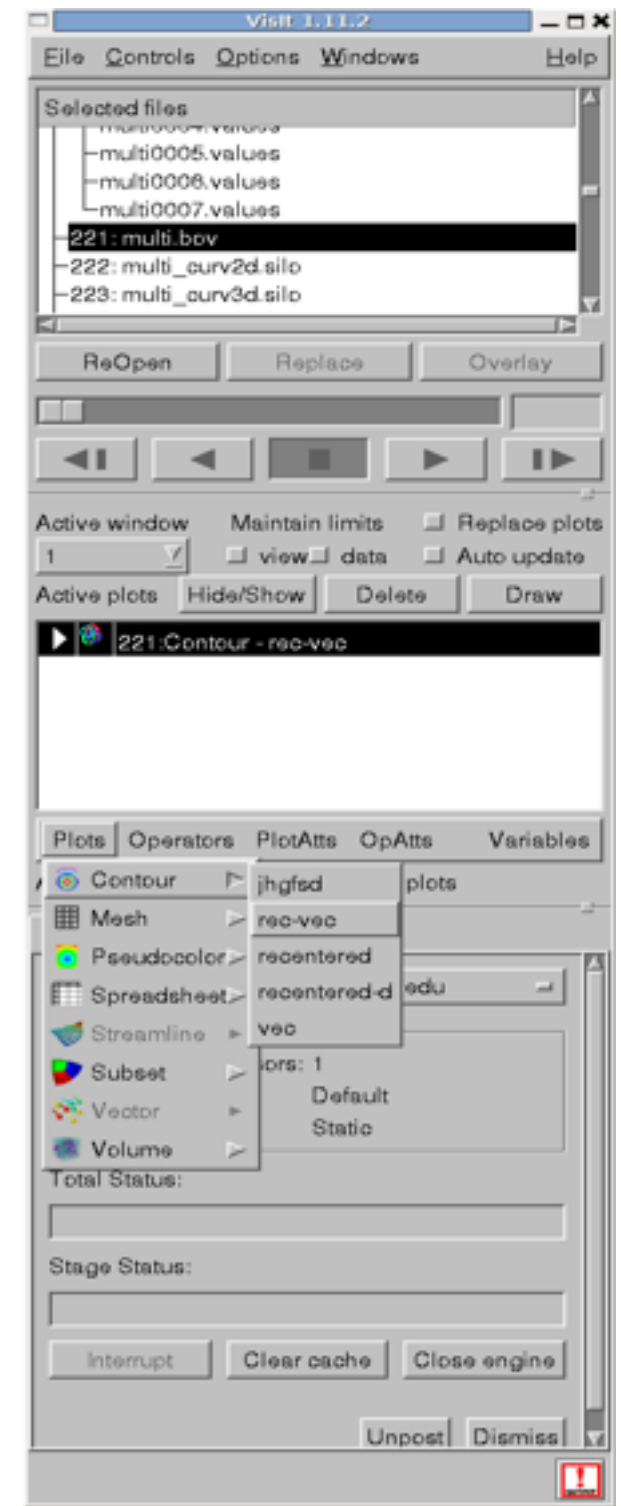 Visit 1.11.2
File Controls Options Windows Help
Selected files
multi0004.values
multi0005.values
multi0006.values
multi0007.values
221: multi.bov
222: multi_curv2d.silo
223: multi_curv3d.silo
ReOpen Replace Overlay
Active window Maintain limits Replace plots
1 view data Auto update
Active plots Hide/Show Delete Draw
221:Contour - rec-vec
Plots Operators PlotAtts OpAtts Variables
Contour jhgfsd plots
Mesh rec-vec
Pseudocolor recentered
Spreadsheet recentered-d edu
Streamline vec
Subset ors: 1
Default
Vector
Static
Volume
Total Status:
Stage Status:
Interrupt Clear cache Close engine
Unpost Dismiss